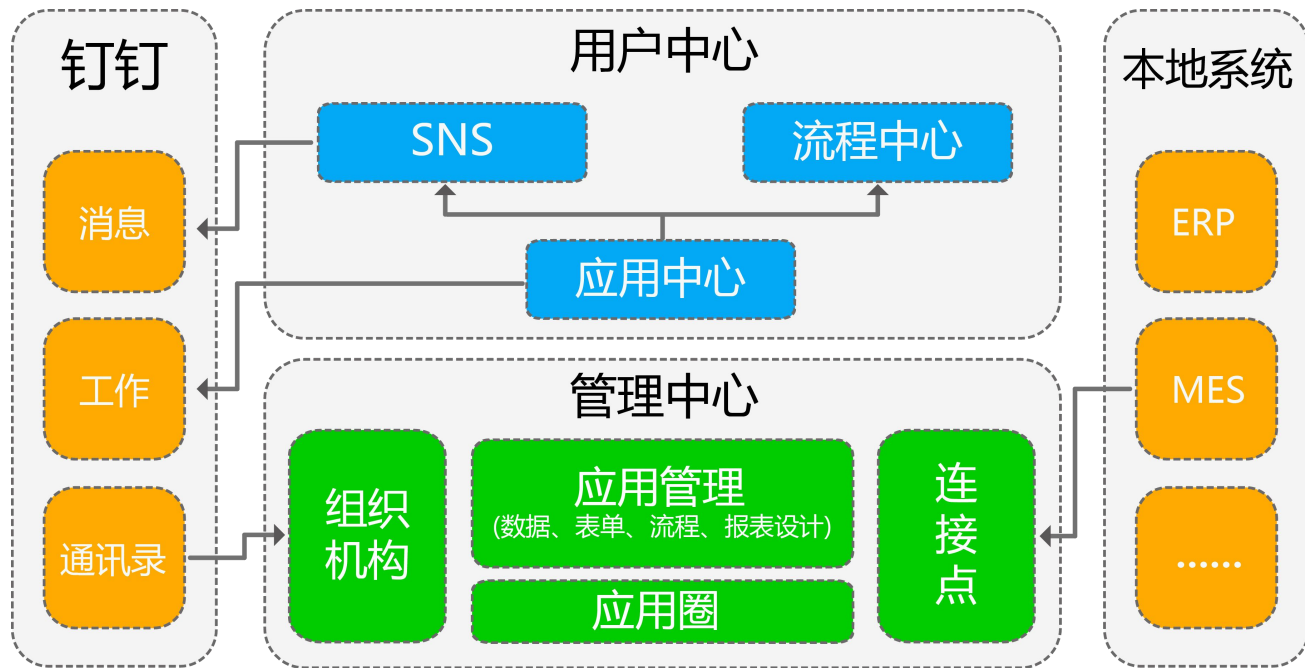 钉钉
消息
工作
通讯录
用户中心
SNS
流程中心
应用中心
管理中心
组织
机构
应用管理
(数据、表单、流程、报表设计)
应用圈
连
接
点
本地系统
ERP
MES
……